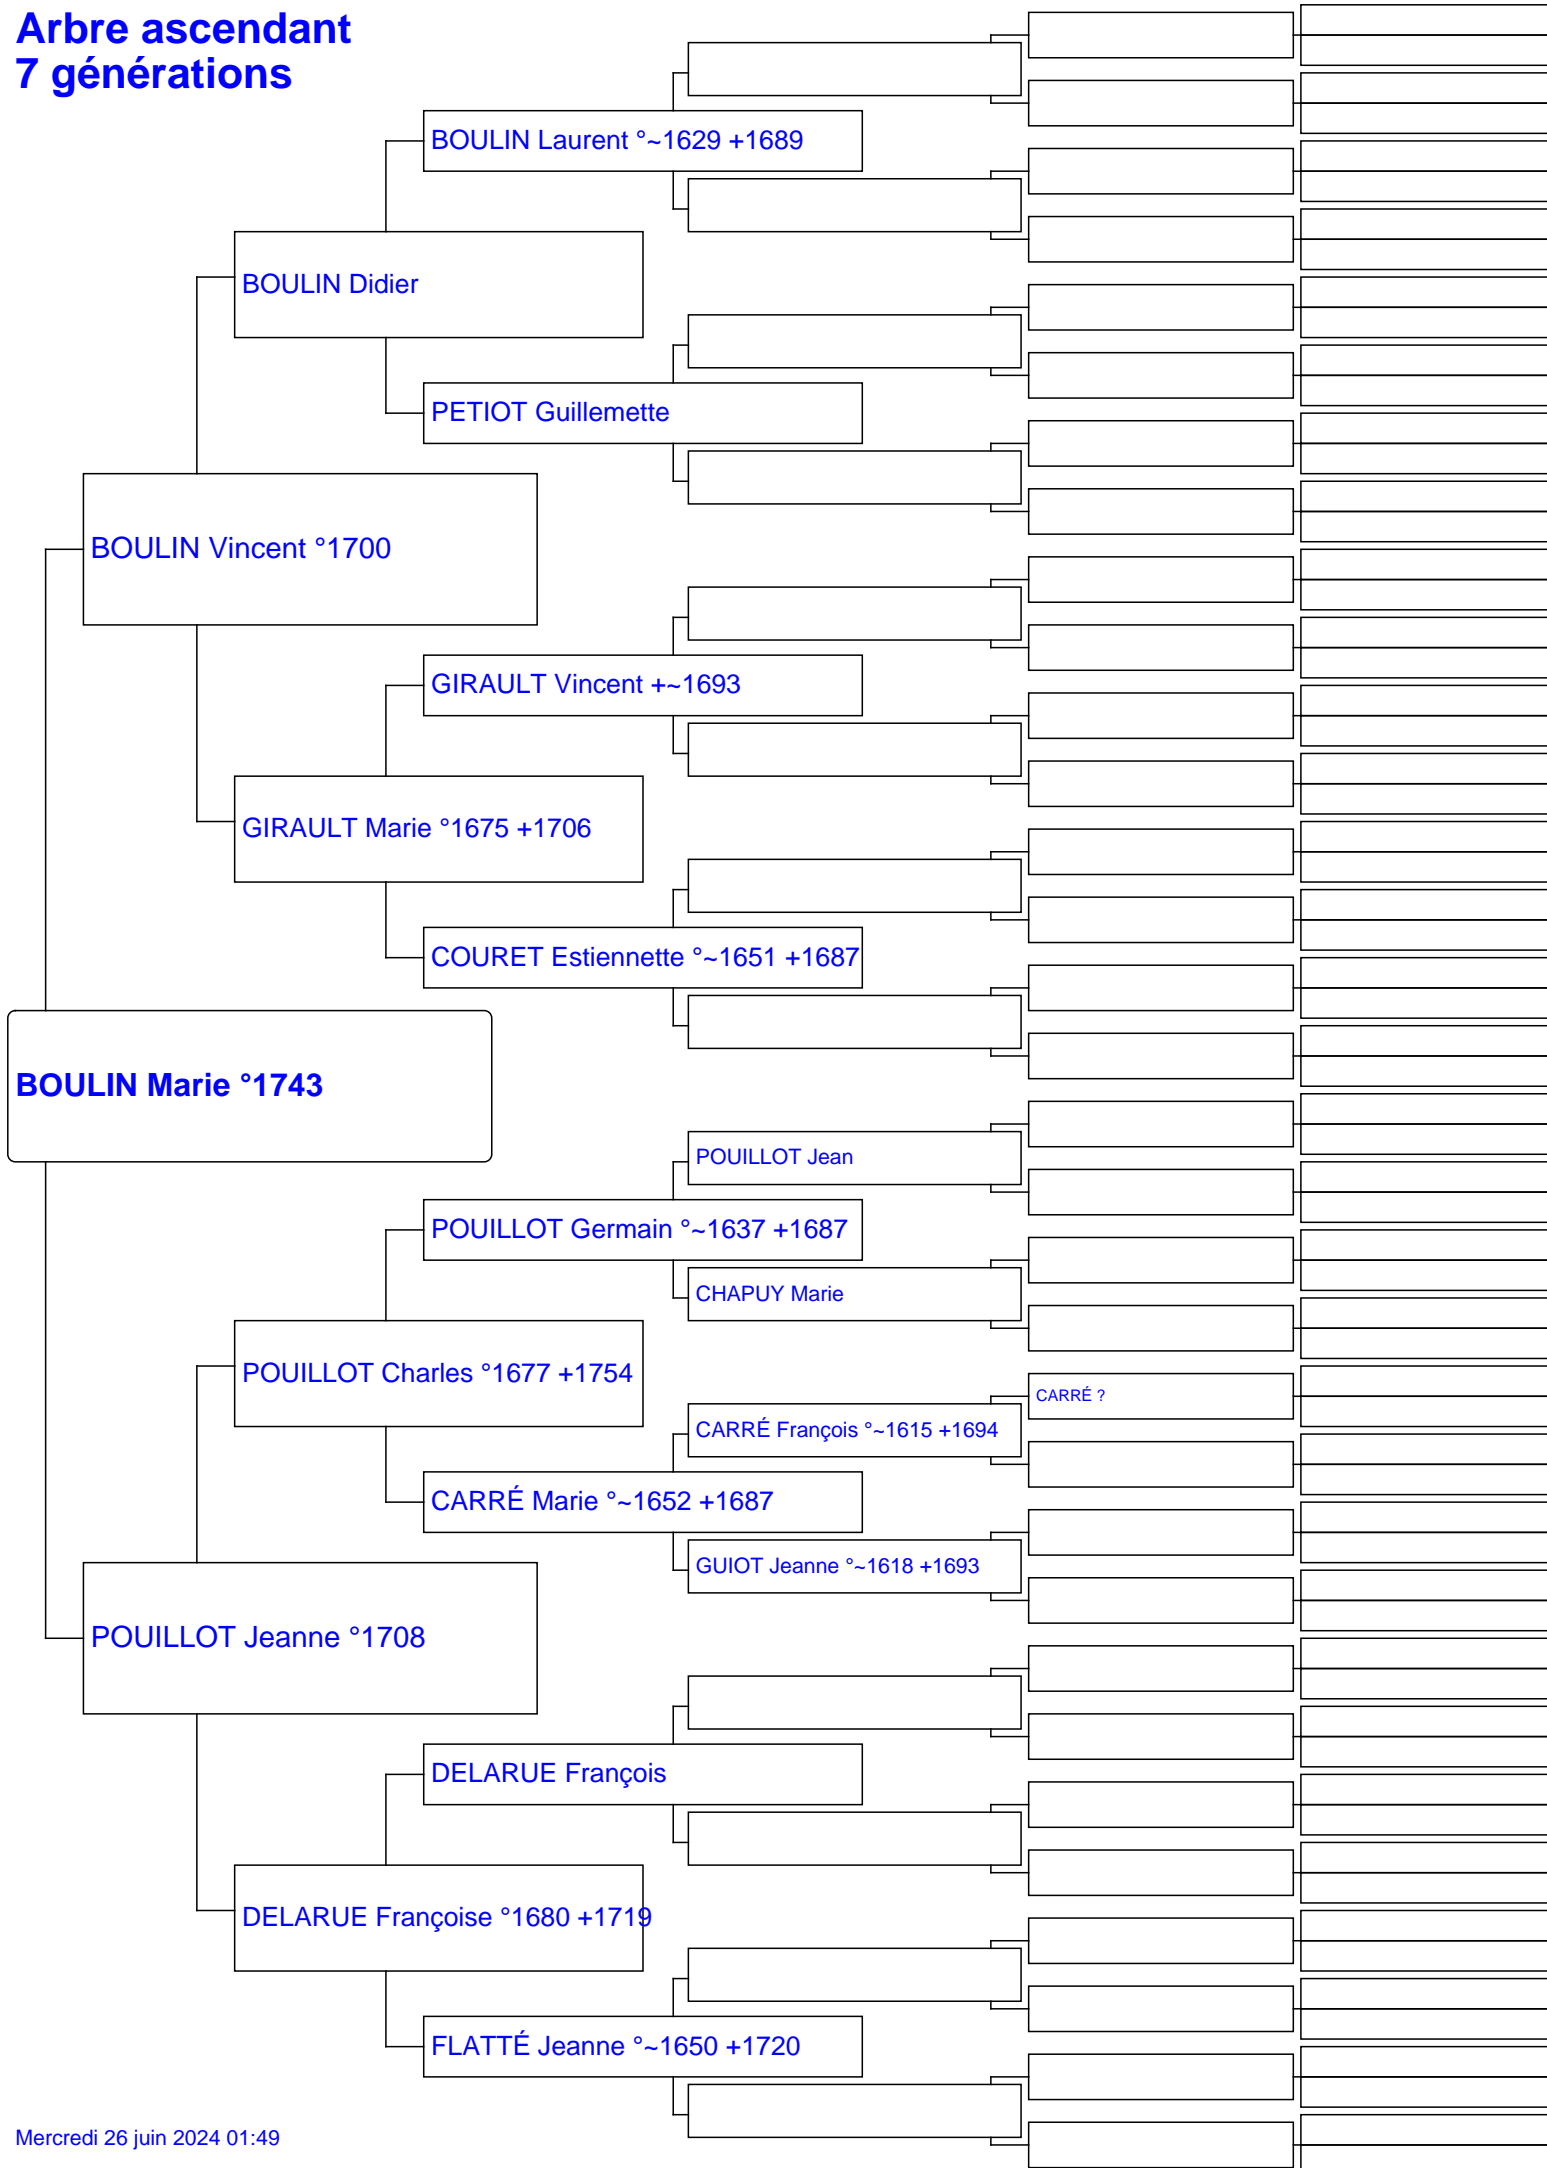 Arbre ascendant
7 générations
BOULIN Laurent °~1629 +1689
BOULIN Didier
PETIOT Guillemette
BOULIN Vincent °1700
GIRAULT Vincent +~1693
GIRAULT Marie °1675 +1706
COURET Estiennette °~1651 +1687
BOULIN Marie °1743
POUILLOT Jean
POUILLOT Germain °~1637 +1687
CHAPUY Marie
POUILLOT Charles °1677 +1754
CARRÉ ?
CARRÉ François °~1615 +1694
CARRÉ Marie °~1652 +1687
GUIOT Jeanne °~1618 +1693
POUILLOT Jeanne °1708
DELARUE François
DELARUE Françoise °1680 +1719
FLATTÉ Jeanne °~1650 +1720
Mercredi 26 juin 2024 01:49